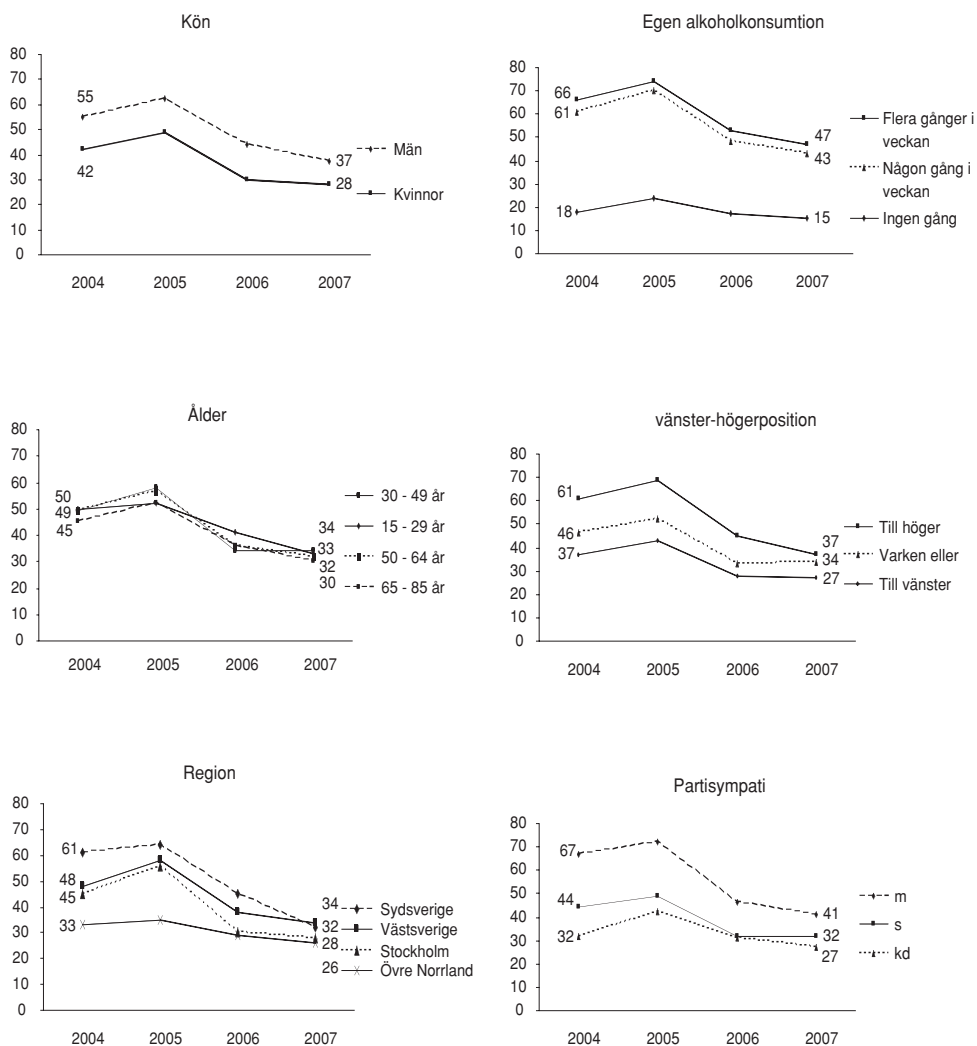 Kön
80
70
60
50
40
30
20
10
0
55
42
37
28
Män
Kvinnor
2004 2005 2006 2007
Egen alkoholkonsumtion
80
70
60
50
40
30
20
10
0
66
61
18
47
43
15
Flera gånger i
veckan
Någon gång i
veckan
Ingen gång
2004 2005 2006 2007
Ålder
80
70
60
50
40
30
20
10
0
50
49
45
34
33
32
30
30 - 49 år
15 - 29 år
50 - 64 år
65 - 85 år
2004 2005 2006 2007
vänster-högerposition
80
70
60
50
40
30
20
10
0
61
46
37
37
34
27
Till höger
Varken eller
Till vänster
2004 2005 2006 2007
Region
80
70
60
50
40
30
20
10
0
61
48
45
33
34
32
28
26
Sydsverige
Västsverige
Stockholm
Övre Norrland
2004 2005 2006 2007
Partisympati
80
70
60
50
40
30
20
10
0
67
44
32
41
32
27
m
s
kd
2004 2005 2006 2007